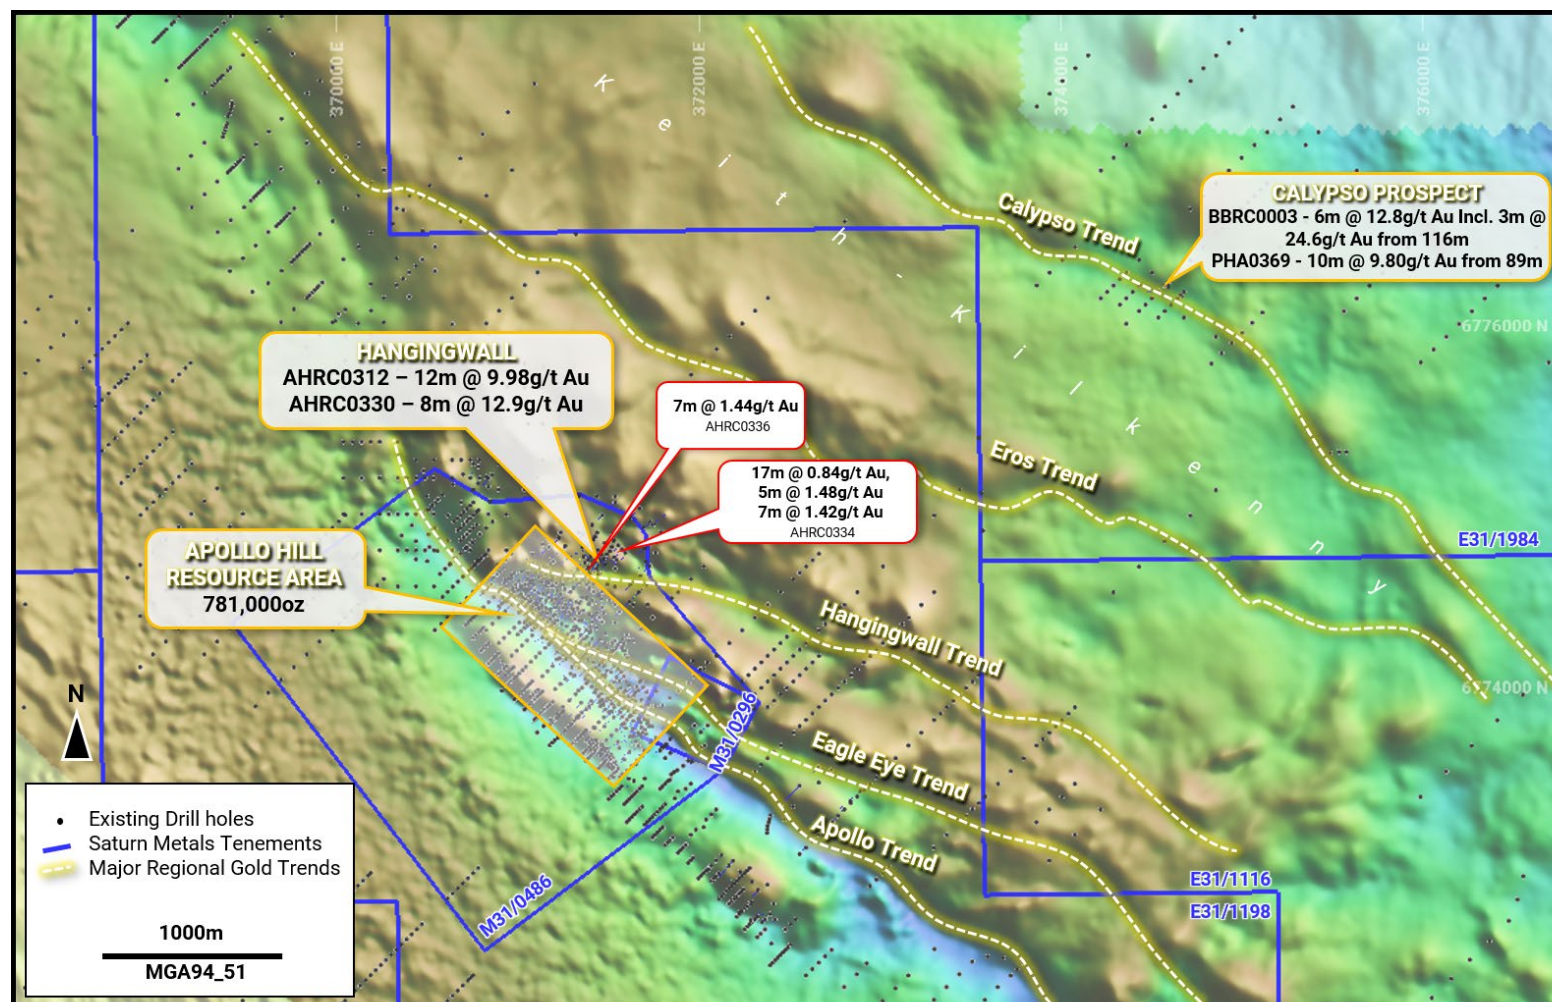 370000 E
372000 E
374000 E
376000 E
Keith-Kilkenny
CALYPSO PROSPECT
BBRC0003 - 6m @ 12.8g/t Au Incl. 3m @
24.6g/t Au from 116m
PHA0369 - 10m @ 9.80g/t Au from 89m
Calypso Trend
6776000 N
HANGINGWALL
AHRC0312 – 12m @ 9.98g/t Au
AHRC0330 – 8m @ 12.9g/t Au
7m @ 1.44g/t Au
AHRC0336
17m @ 0.84g/t Au,
5m @ 1.48g/t Au
7m @ 1.42g/t Au
AHRC0334
Eros Trend
E31/1984
APOLLO HILL
RESOURCE AREA
781,000oz
Hangingwall Trend
6774000 N
N
M31/0296
Eagle Eye Trend
Apollo Trend
E31/1116
E31/1198
M31/0486
Existing Drill holes
Saturn Metals Tenements
Major Regional Gold Trends
1000m
MGA94_51